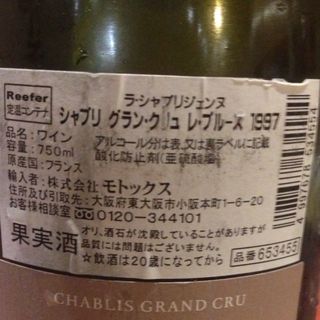 Reefer
定温コンテナ
ラ・シャブリジェンヌ
シャブリ グラン・クリュ レ・プルーズ 1997
品名:ワイン
容量:750ml
原産国:フランス
アルコール分は表、又は裏ラベルに記載
酸化防止剤(亜硫酸塩)
輸入者:株式会社 モトックス
住所及び引取先:大阪府東大阪市小阪本町1-6-20
お客様相談室 0120-344101
果実酒
オリ、酒石が沈殿していることがありますが
品質には問題はございません。
●飲酒は20歳になってから
品番 653455
4 997678 534554
CHABLIS GRAND CRU